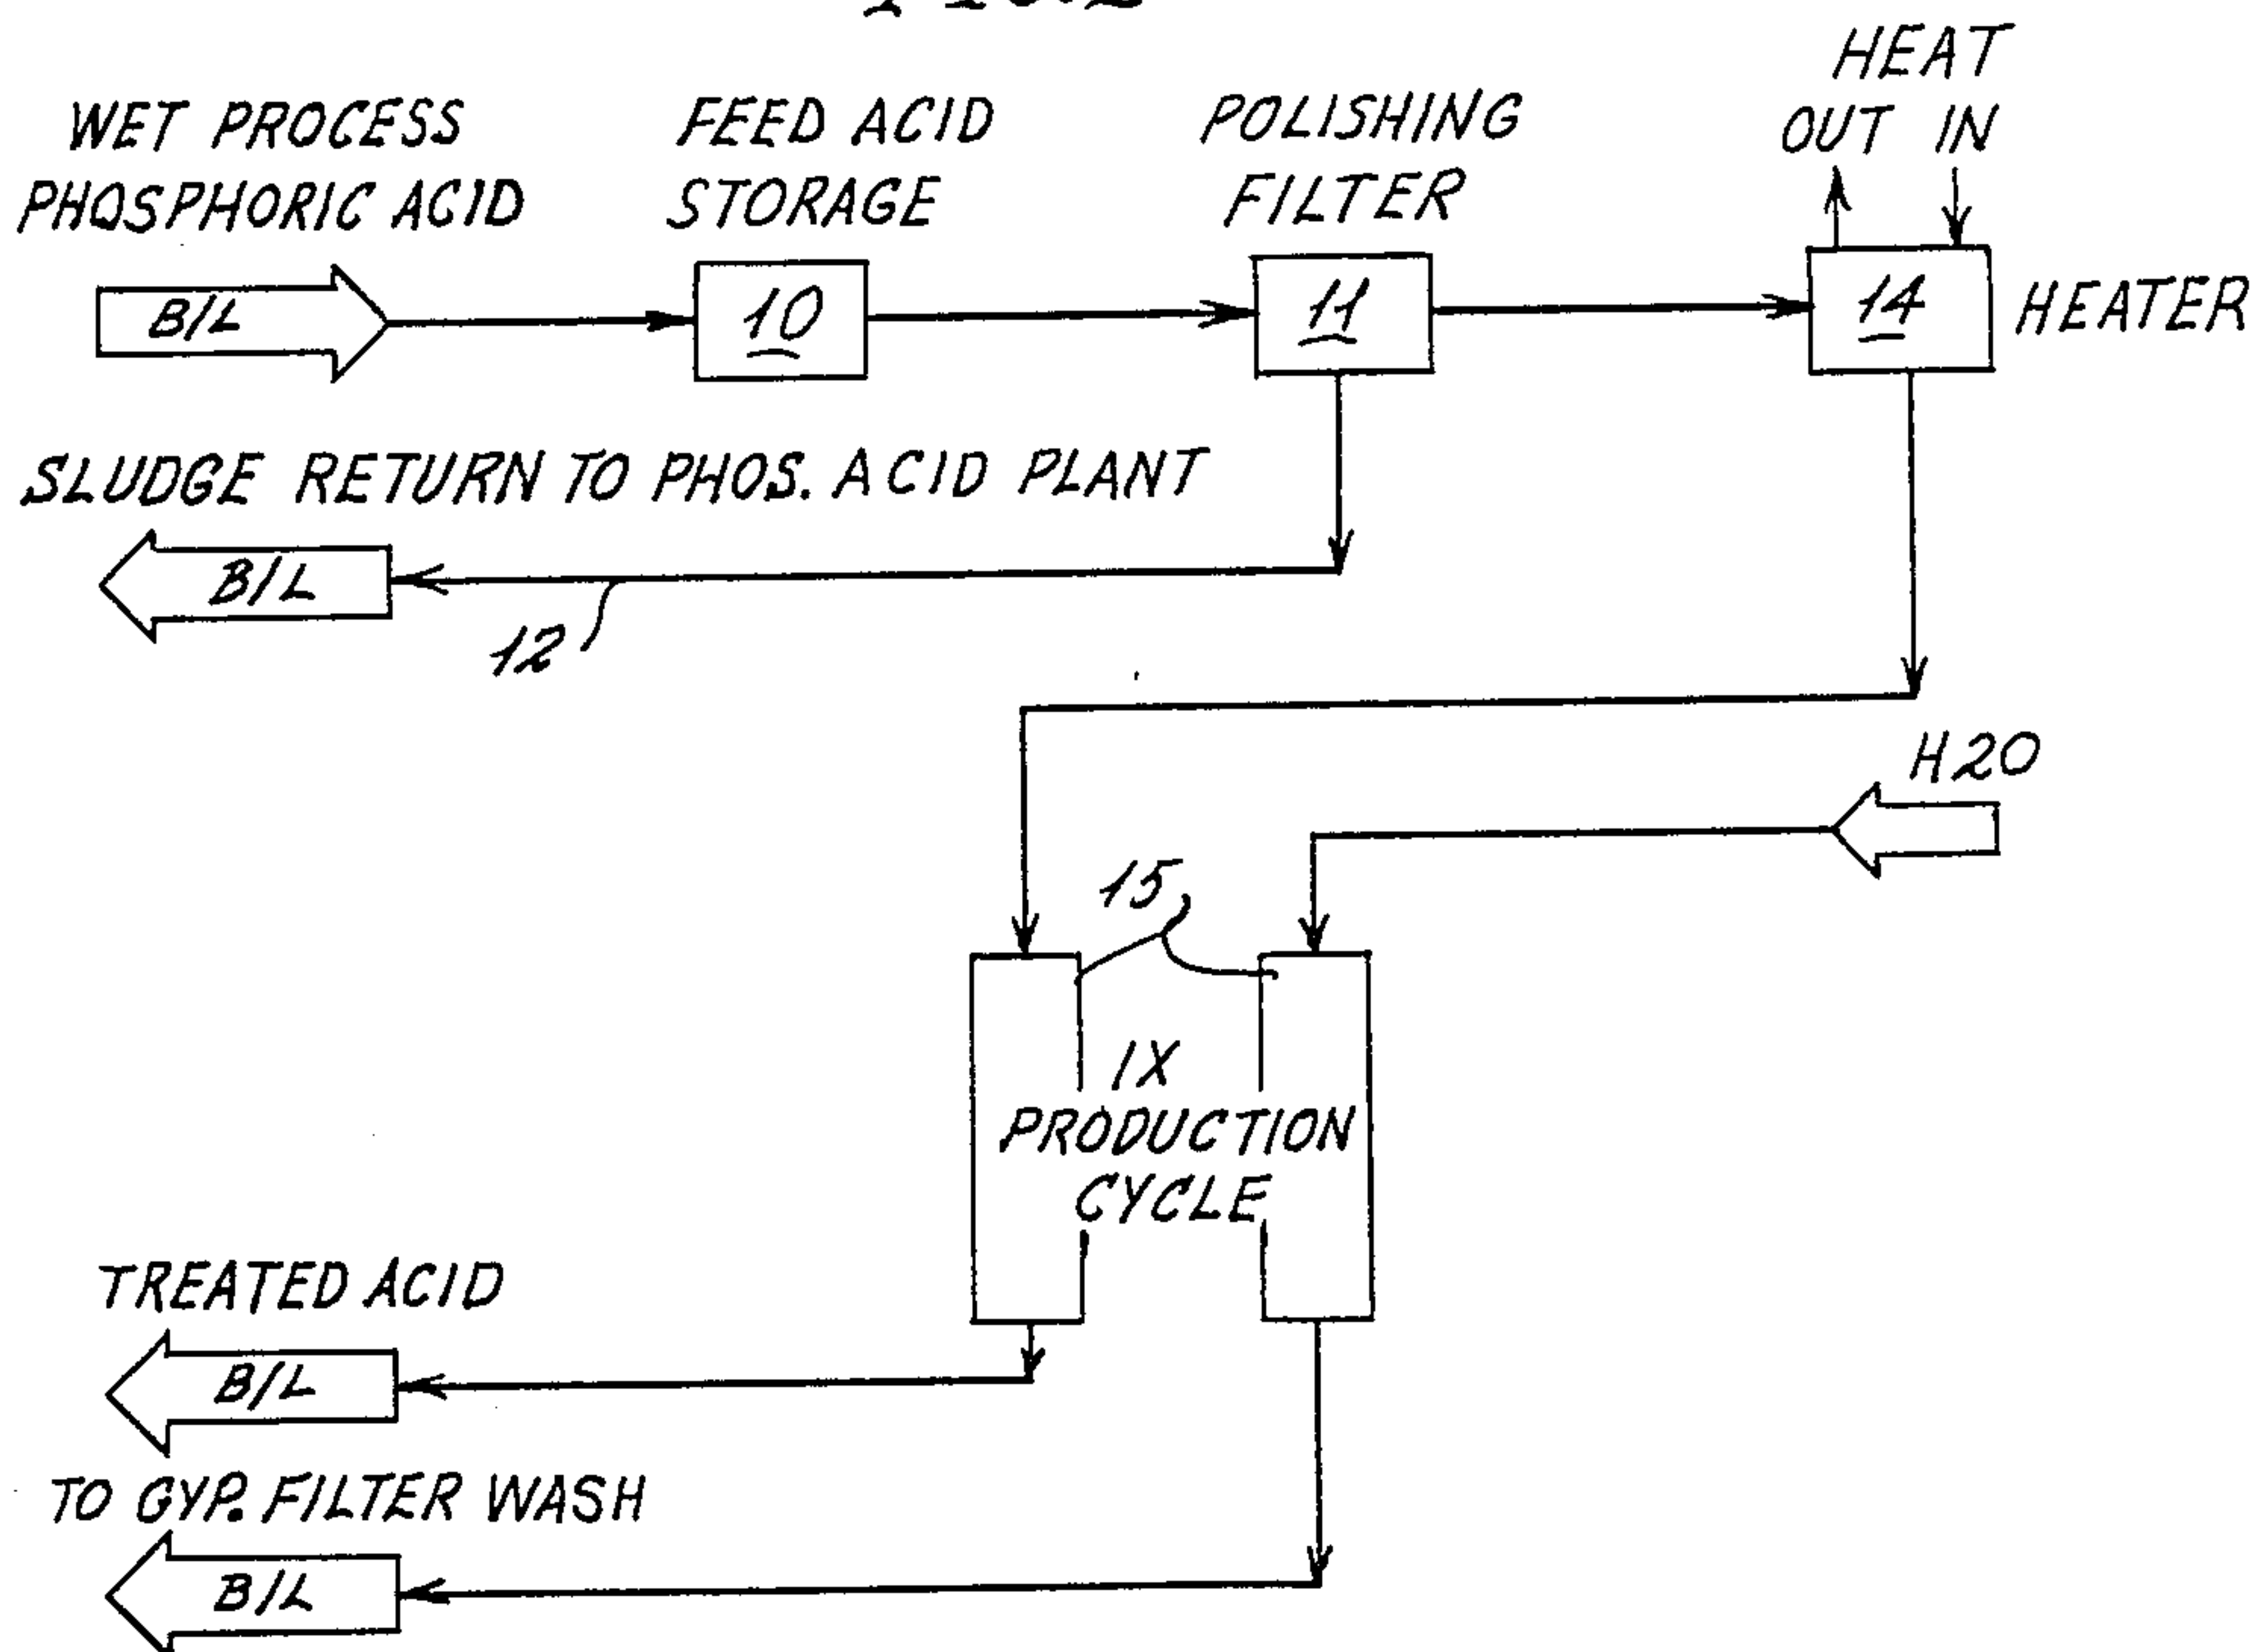 HEAT
OUT IN
WET PROCESS
PHOSPHORIC ACID
FEED ACID
STORAGE
POLISHING
FILTER
B/L
10
11
14
HEATER
SLUDGE RETURN TO PHOS. ACID PLANT
B/L
12
H2O
15
IX
PRODUCTION
CYCLE
TREATED ACID
B/L
TO GYP. FILTER WASH
B/L